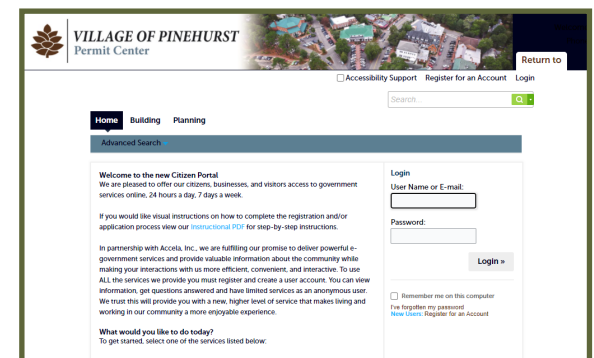 VILLAGE OF PINEHURST
Permit Center
Return to
Accessibility Support Register for an Account Login
Search...
Home Building Planning
Advanced Search
Welcome to the new Citizen Portal
We are pleased to offer our citizens, businesses, and visitors access to government
services online, 24 hours a day, 7 days a week.
If you would like visual instructions on how to complete the registration and/or
application process view our Instructional PDF for step-by-step instructions.
In partnership with Accela, Inc., we are fulfilling our promise to deliver powerful e-
government services and provide valuable information about the community while
making your interactions with us more efficient, convenient, and interactive. To use
ALL the services we provide you must register and create a user account. You can view
information, get questions answered and have limited services as an anonymous user.
We trust this will provide you with a new, higher level of service that makes living and
working in our community a more enjoyable experience.
What would you like to do today?
To get started, select one of the services listed below:
Login
User Name or E-mail:
Password:
Login »
Remember me on this computer
I've forgotten my password
New Users: Register for an Account